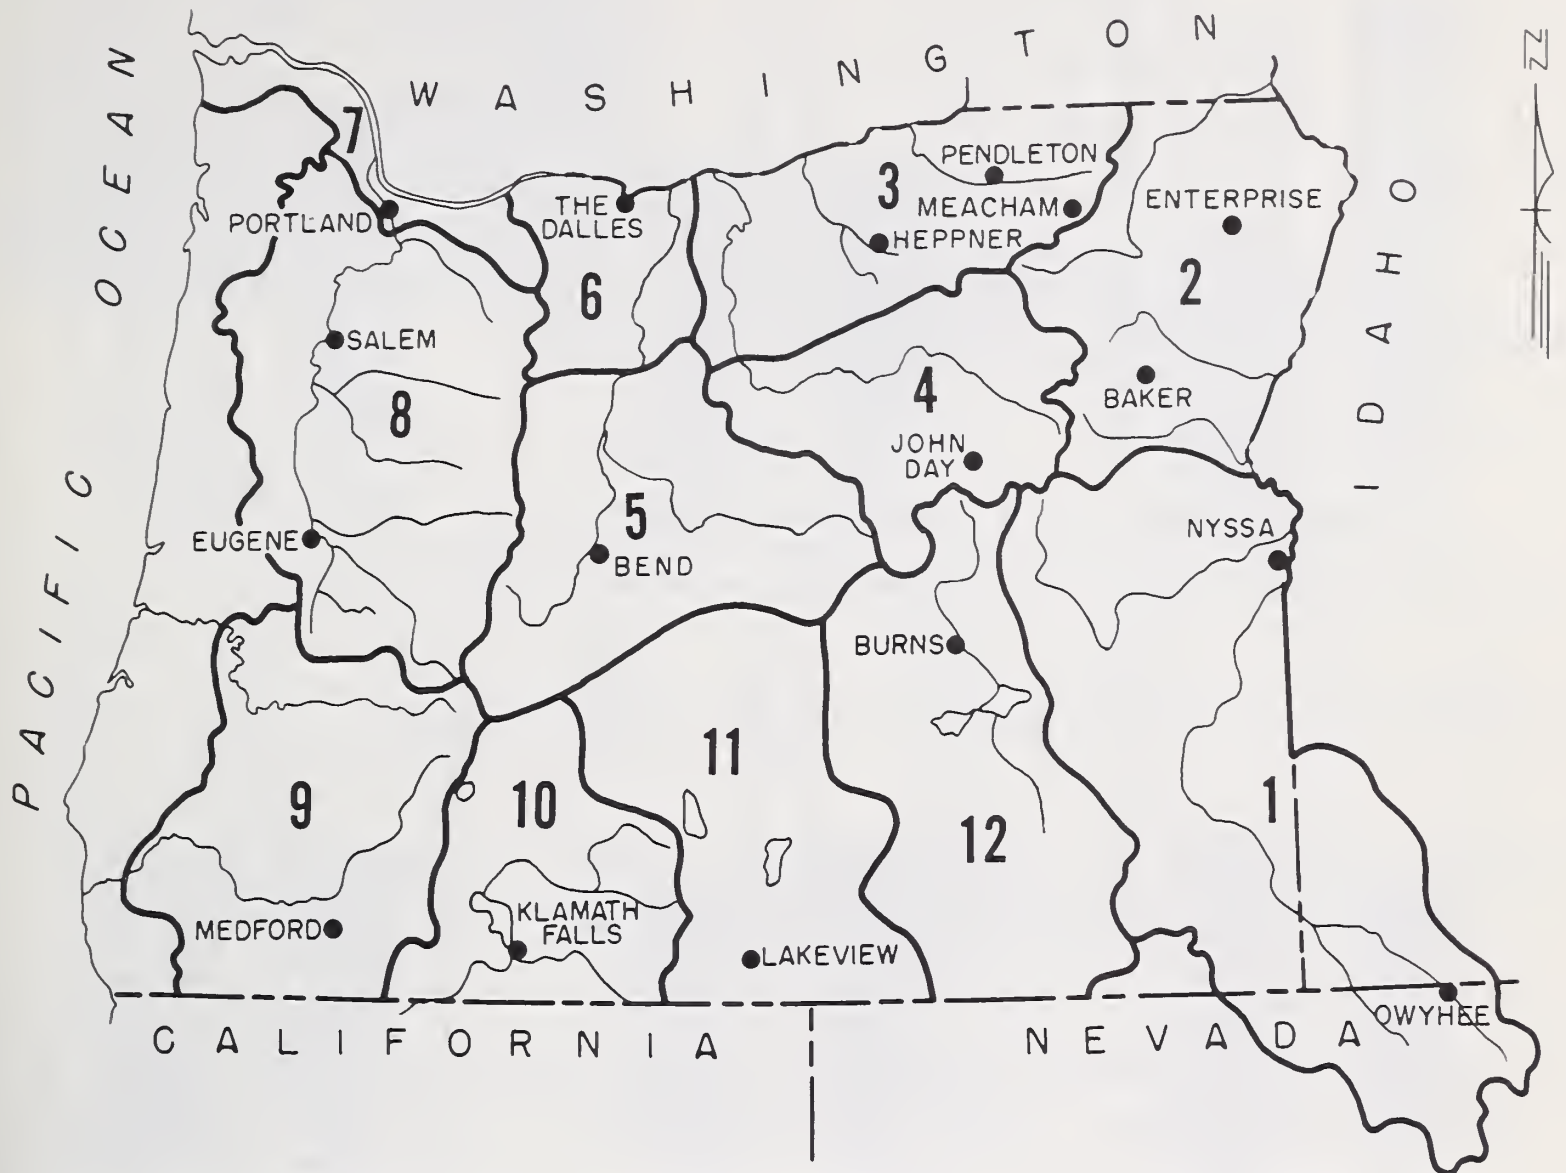 WASHINGTON
PACIFIC OCEAN
IDAHO
N
7
PORTLAND
THE
DALLES
6
3
PENDLETON
MEACHAM
HEPPNER
ENTERPRISE
2
BAKER
SALEM
8
EUGENE
4
JOHN
DAY
5
BEND
NYSSA
BURNS
9
10
11
12
1
MEDFORD
KLAMATH
FALLS
LAKEVIEW
OWYHEE
CALIFORNIA
NEVADA